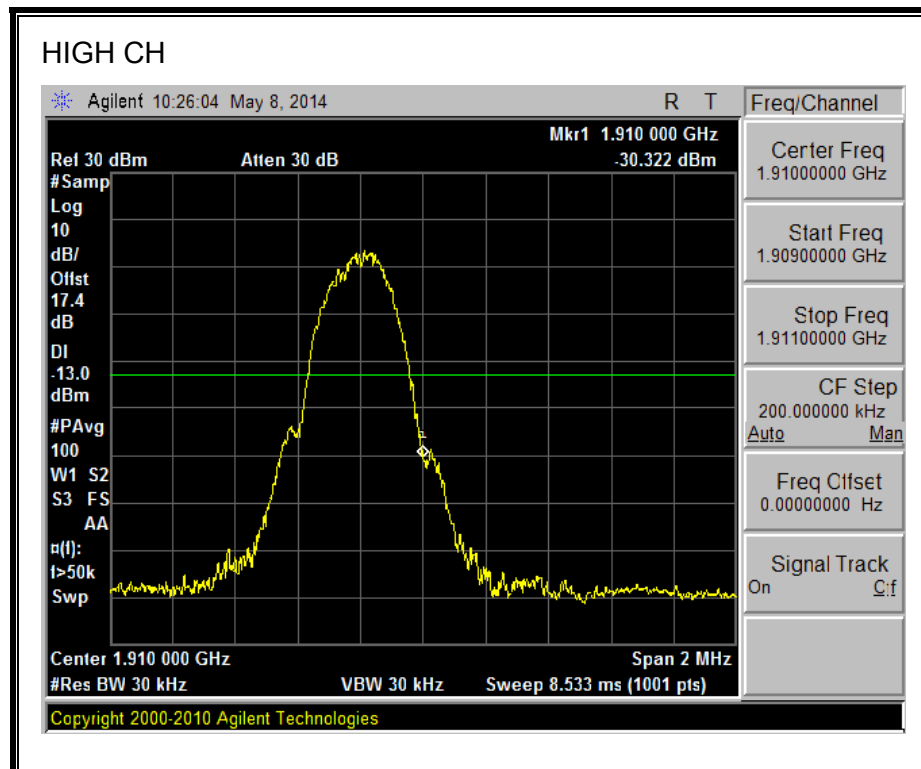 HIGH CH
Agilent 10:26:04 May 8, 2014 R T
Freq/Channel
Mkr1 1.910 000 GHz
Ref 30 dBm Atten 30 dB -30.322 dBm
#Samp
Log
10
dB/
Offst
17.4
dB
DI
-13.0
dBm
#PAvg
100
W1 S2
S3 FS
AA
¤(f):
f>50k
Swp
Center 1.910 000 GHz Span 2 MHz
#Res BW 30 kHz VBW 30 kHz Sweep 8.533 ms (1001 pts)
Copyright 2000-2010 Agilent Technologies
Center Freq
1.91000000 GHz
Start Freq
1.90900000 GHz
Stop Freq
1.91100000 GHz
CF Step
200.000000 kHz
Auto Man
Freq Offset
0.00000000 Hz
Signal Track
On Off